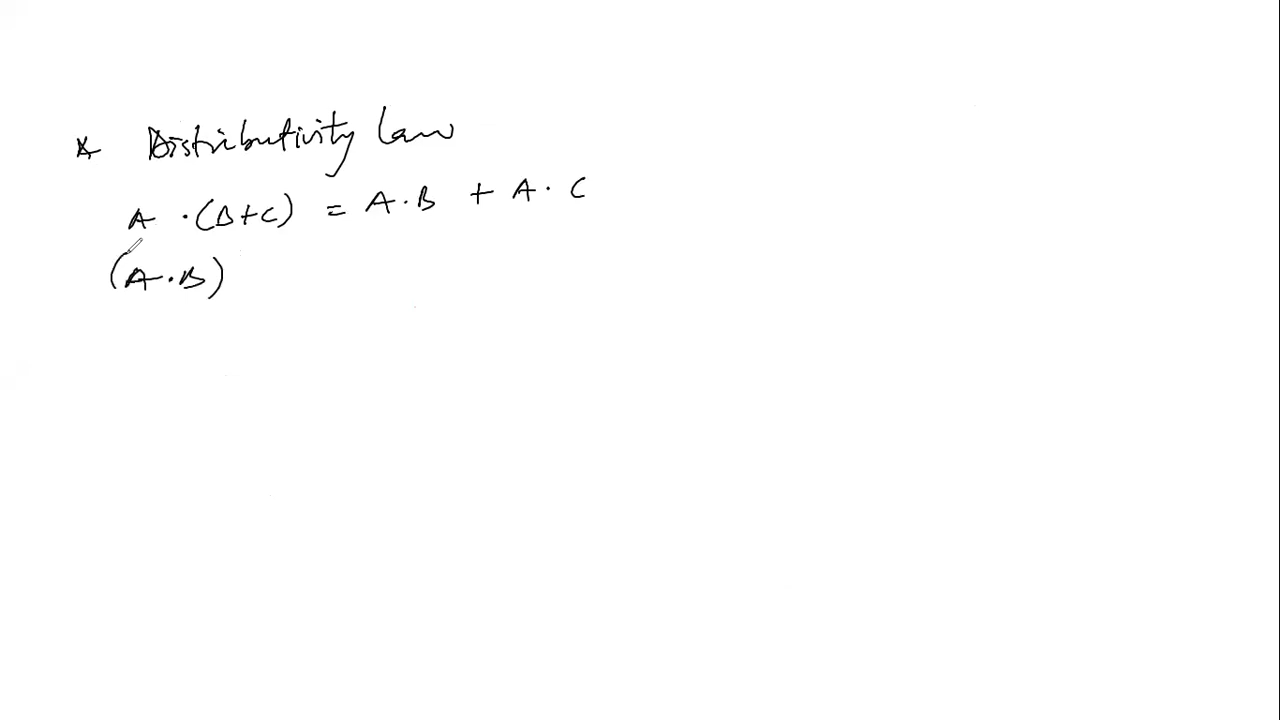 * Distributivity law
A · (B+C) = A·B + A·C
(A·B)